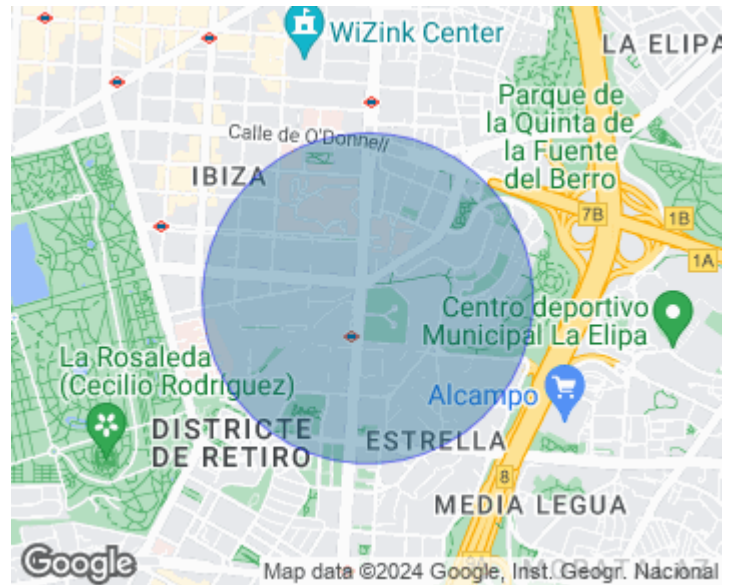 WiZink Center
LA ELIPA
Parque de
la Quinta de
la Fuente
del Berro
Calle de O'Donnell
IBIZA
7B
1B
1A
Centro deportivo
Municipal La Elipa
La Rosaleda
(Cecilio Rodríguez)
Alcampo
DISTRICTE
DE RETIRO
ESTRELLA
8
MEDIA LEGUA
Google
Map data ©2024 Google, Inst. Geogr. Nacional